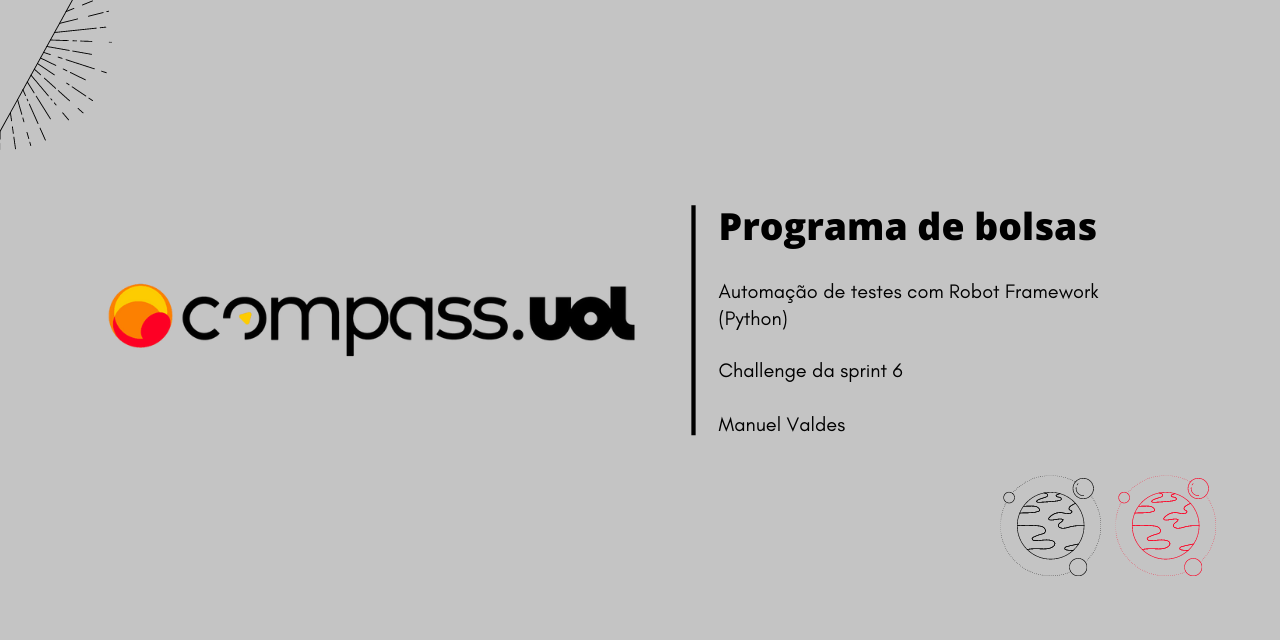 compass.uol
Programa de bolsas
Automação de testes com Robot Framework
(Python)
Challenge da sprint 6
Manuel Valdes